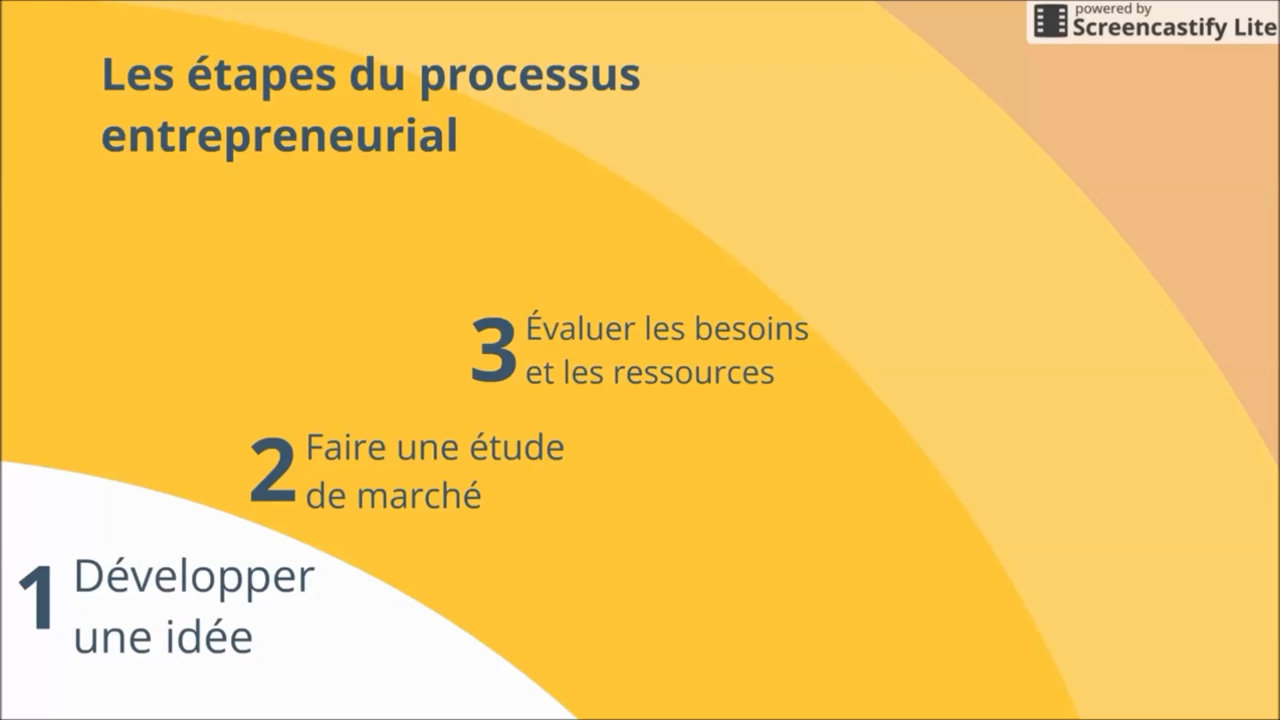 powered by
Screencastify Lite
Les étapes du processus
entrepreneurial
3 Évaluer les besoins
et les ressources
2 Faire une étude
de marché
1 Développer
une idée